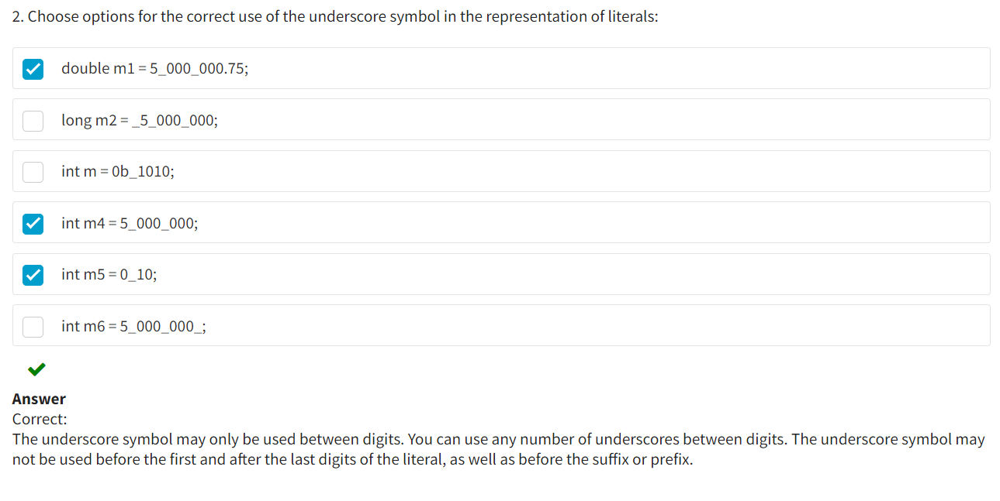 2. Choose options for the correct use of the underscore symbol in the representation of literals:
double m1 = 5_000_000.75;
long m2 = _5_000_000;
int m = 0b_1010;
int m4 = 5_000_000;
int m5 = 0_10;
int m6 = 5_000_000_;
Answer
Correct:
The underscore symbol may only be used between digits. You can use any number of underscores between digits. The underscore symbol may
not be used before the first and after the last digits of the literal, as well as before the suffix or prefix.